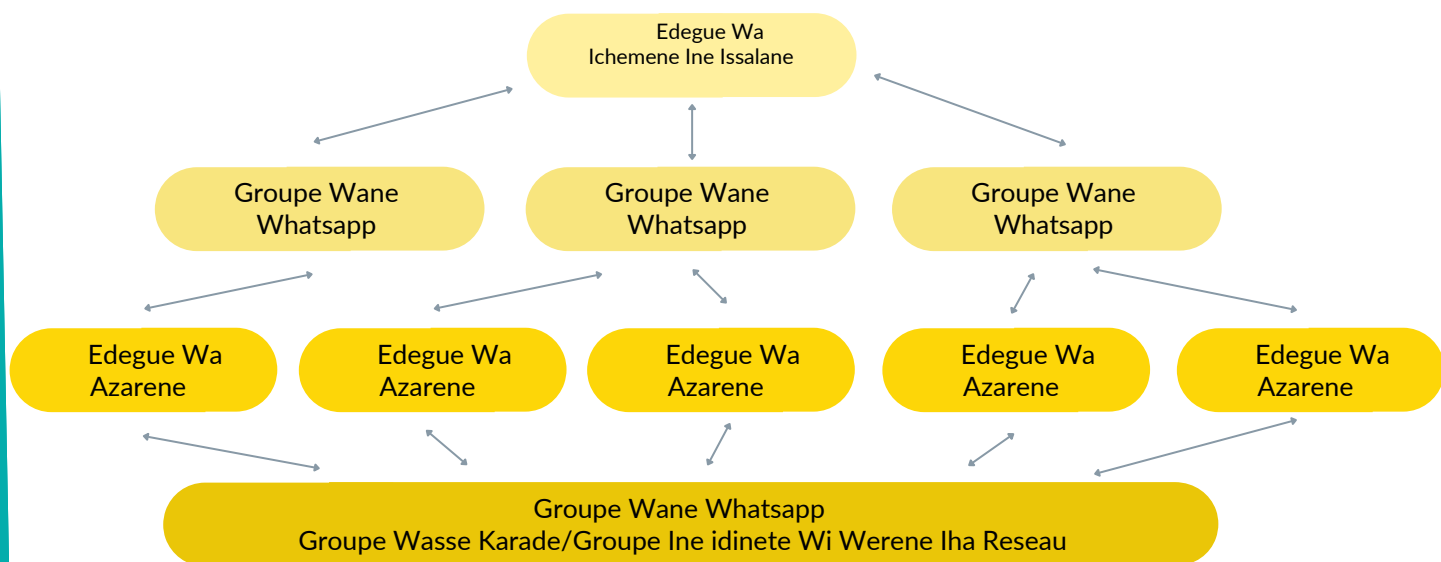 Edegue Wa
Ichemene Ine Issalane
Groupe Wane
Whatsapp
Groupe Wane
Whatsapp
Groupe Wane
Whatsapp
Edegue Wa
Azarene
Edegue Wa
Azarene
Edegue Wa
Azarene
Edegue Wa
Azarene
Edegue Wa
Azarene
Groupe Wane Whatsapp
Groupe Wasse Karade/Groupe Ine idinete Wi Werene Iha Reseau